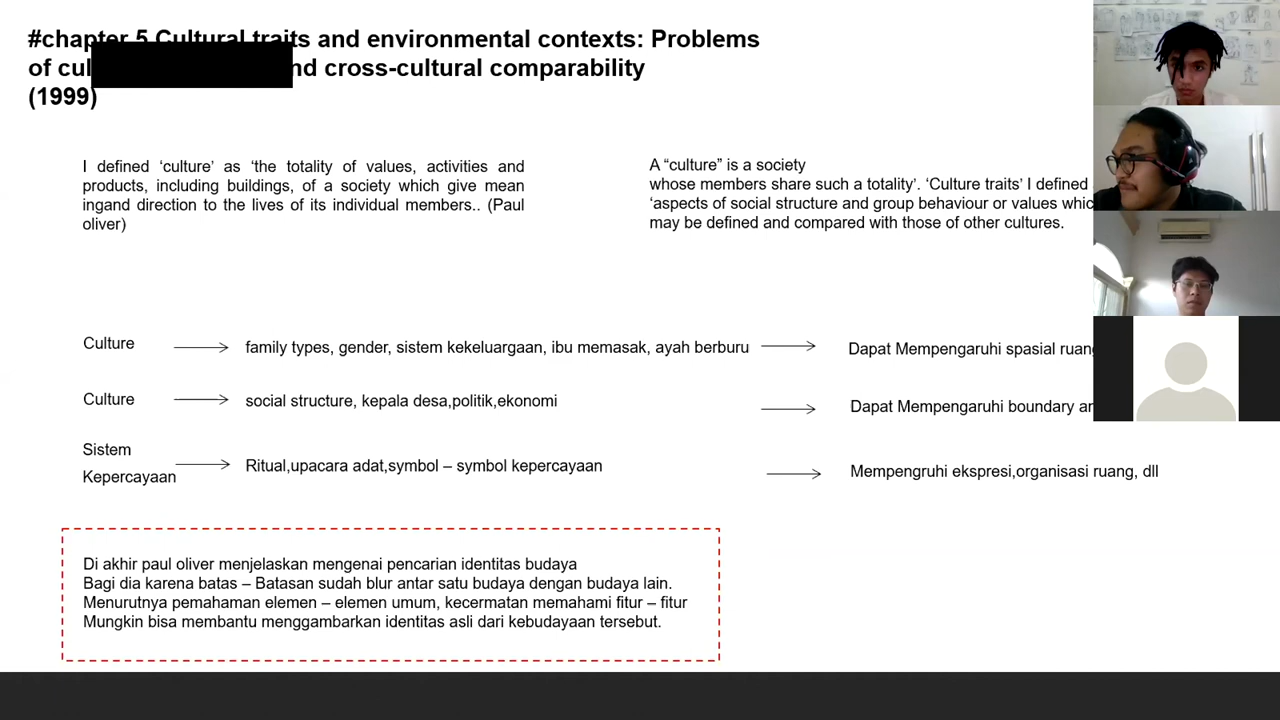 #chapter 5 Cultural traits and environmental contexts: Problems
of cul nd cross-cultural comparability
(1999)
I defined ‘culture’ as ‘the totality of values, activities and
products, including buildings, of a society which give mean
ingand direction to the lives of its individual members.. (Paul
oliver)
A “culture” is a society
whose members share such a totality’. ‘Culture traits’ I defined
‘aspects of social structure and group behaviour or values whic
may be defined and compared with those of other cultures.
Culture
family types, gender, sistem kekeluargaan, ibu memasak, ayah berburu
Dapat Mempengaruhi spasial ruang
Culture
social structure, kepala desa,politik,ekonomi
Dapat Mempengaruhi boundary
Sistem
Kepercayaan
Ritual,upacara adat,symbol – symbol kepercayaan
Mempengruhi ekspresi,organisasi ruang, dll
Di akhir paul oliver menjelaskan mengenai pencarian identitas budaya
Bagi dia karena batas – Batasan sudah blur antar satu budaya dengan budaya lain.
Menurutnya pemahaman elemen – elemen umum, kecermatan memahami fitur – fitur
Mungkin bisa membantu menggambarkan identitas asli dari kebudayaan tersebut.